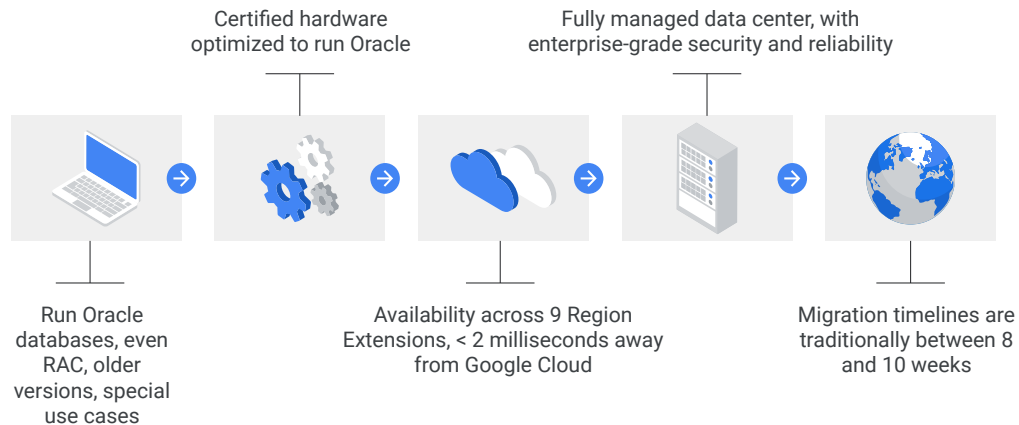 Certified hardware
optimized to run Oracle
Fully managed data center, with
enterprise-grade security and reliability
Run Oracle
databases, even
RAC, older
versions, special
use cases
Availability across 9 Region
Extensions, < 2 milliseconds away
from Google Cloud
Migration timelines are
traditionally between 8
and 10 weeks